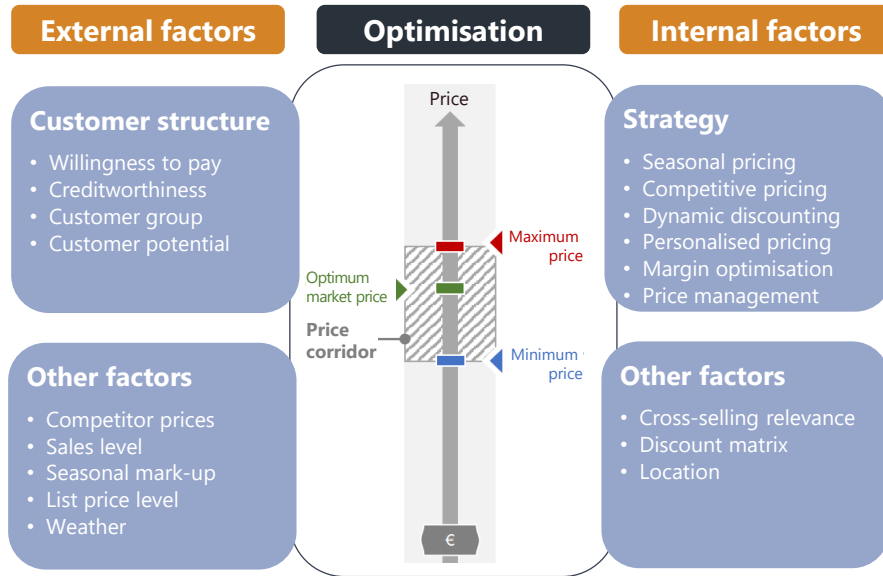 External factors
Optimisation
Internal factors
Customer structure
• Willingness to pay
• Creditworthiness
• Customer group
• Customer potential
Other factors
• Competitor prices
• Sales level
• Seasonal mark-up
• List price level
• Weather
Price
Maximum
price
Optimum
market price
Price
corridor
Minimum
price
€
Strategy
• Seasonal pricing
• Competitive pricing
• Dynamic discounting
• Personalised pricing
• Margin optimisation
• Price management
Other factors
• Cross-selling relevance
• Discount matrix
• Location